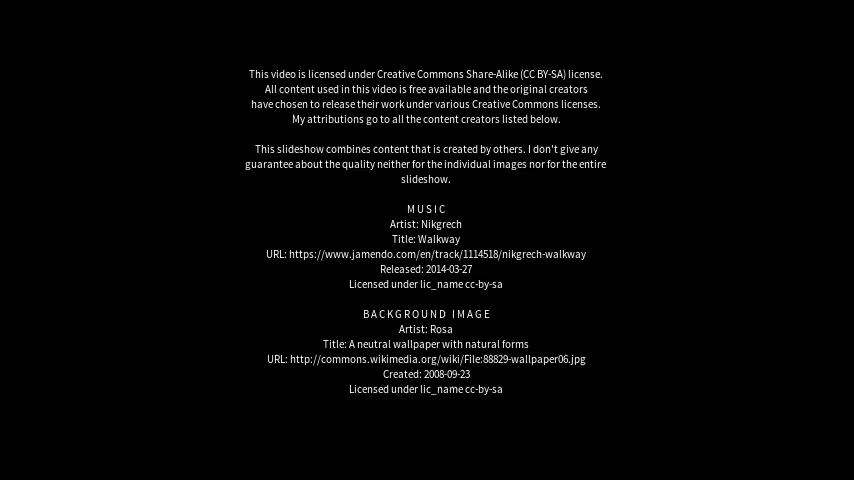 This video is licensed under Creative Commons Share-Alike (CC BY-SA) license.
All content used in this video is free available and the original creators
have chosen to release their work under various Creative Commons licenses.
My attributions go to all the content creators listed below.
This slideshow combines content that is created by others. I don't give any
guarantee about the quality neither for the individual images nor for the entire
slideshow.
MUSIC
Artist: Nikgrech
Title: Walkway
URL: https://www.jamendo.com/en/track/1114518/nikgrech-walkway
Released: 2014-03-27
Licensed under lic_name cc-by-sa
BACKGROUND IMAGE
Artist: Rosa
Title: A neutral wallpaper with natural forms
URL: http://commons.wikimedia.org/wiki/File:88829-wallpaper06.jpg
Created: 2008-09-23
Licensed under lic_name cc-by-sa